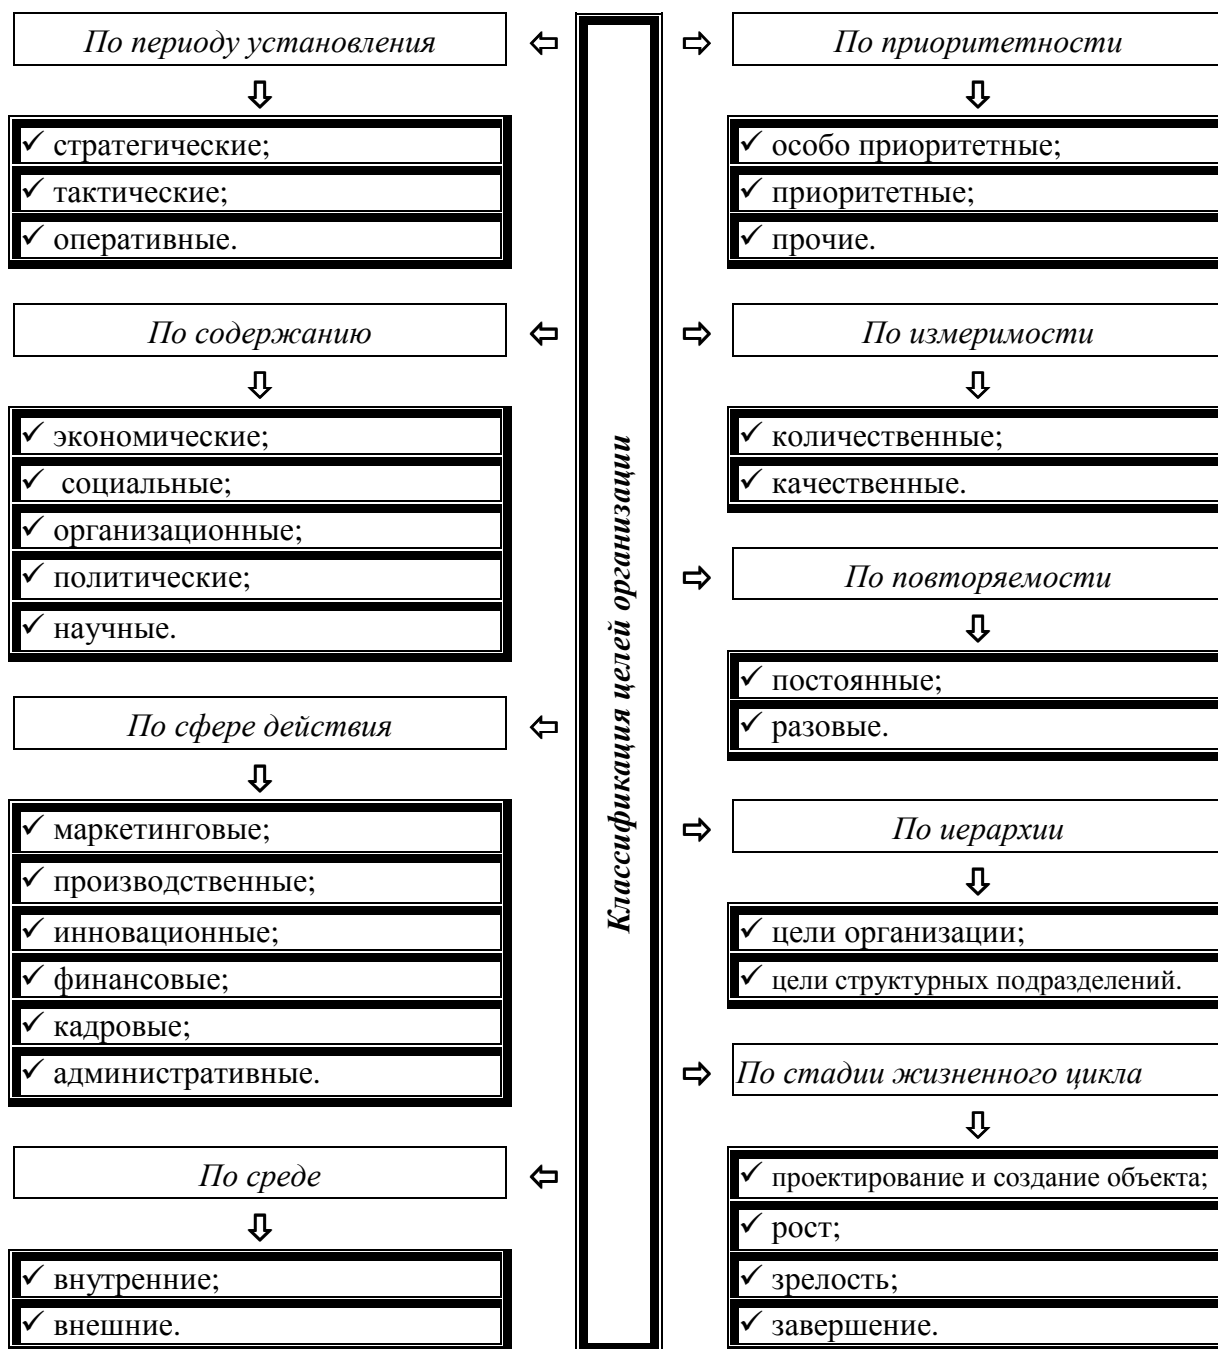 По периоду установления
✓ стратегические;
✓ тактические;
✓ оперативные.
По содержанию
✓ экономические;
✓ социальные;
✓ организационные;
✓ политические;
✓ научные.
По сфере действия
✓ маркетинговые;
✓ производственные;
✓ инновационные;
✓ финансовые;
✓ кадровые;
✓ административные.
По среде
✓ внутренние;
✓ внешние.
Классификация целей организации
По приоритетности
✓ особо приоритетные;
✓ приоритетные;
✓ прочие.
По измеримости
✓ количественные;
✓ качественные.
По повторяемости
✓ постоянные;
✓ разовые.
По иерархии
✓ цели организации;
✓ цели структурных подразделений.
По стадии жизненного цикла
✓ проектирование и создание объекта;
✓ рост;
✓ зрелость;
✓ завершение.